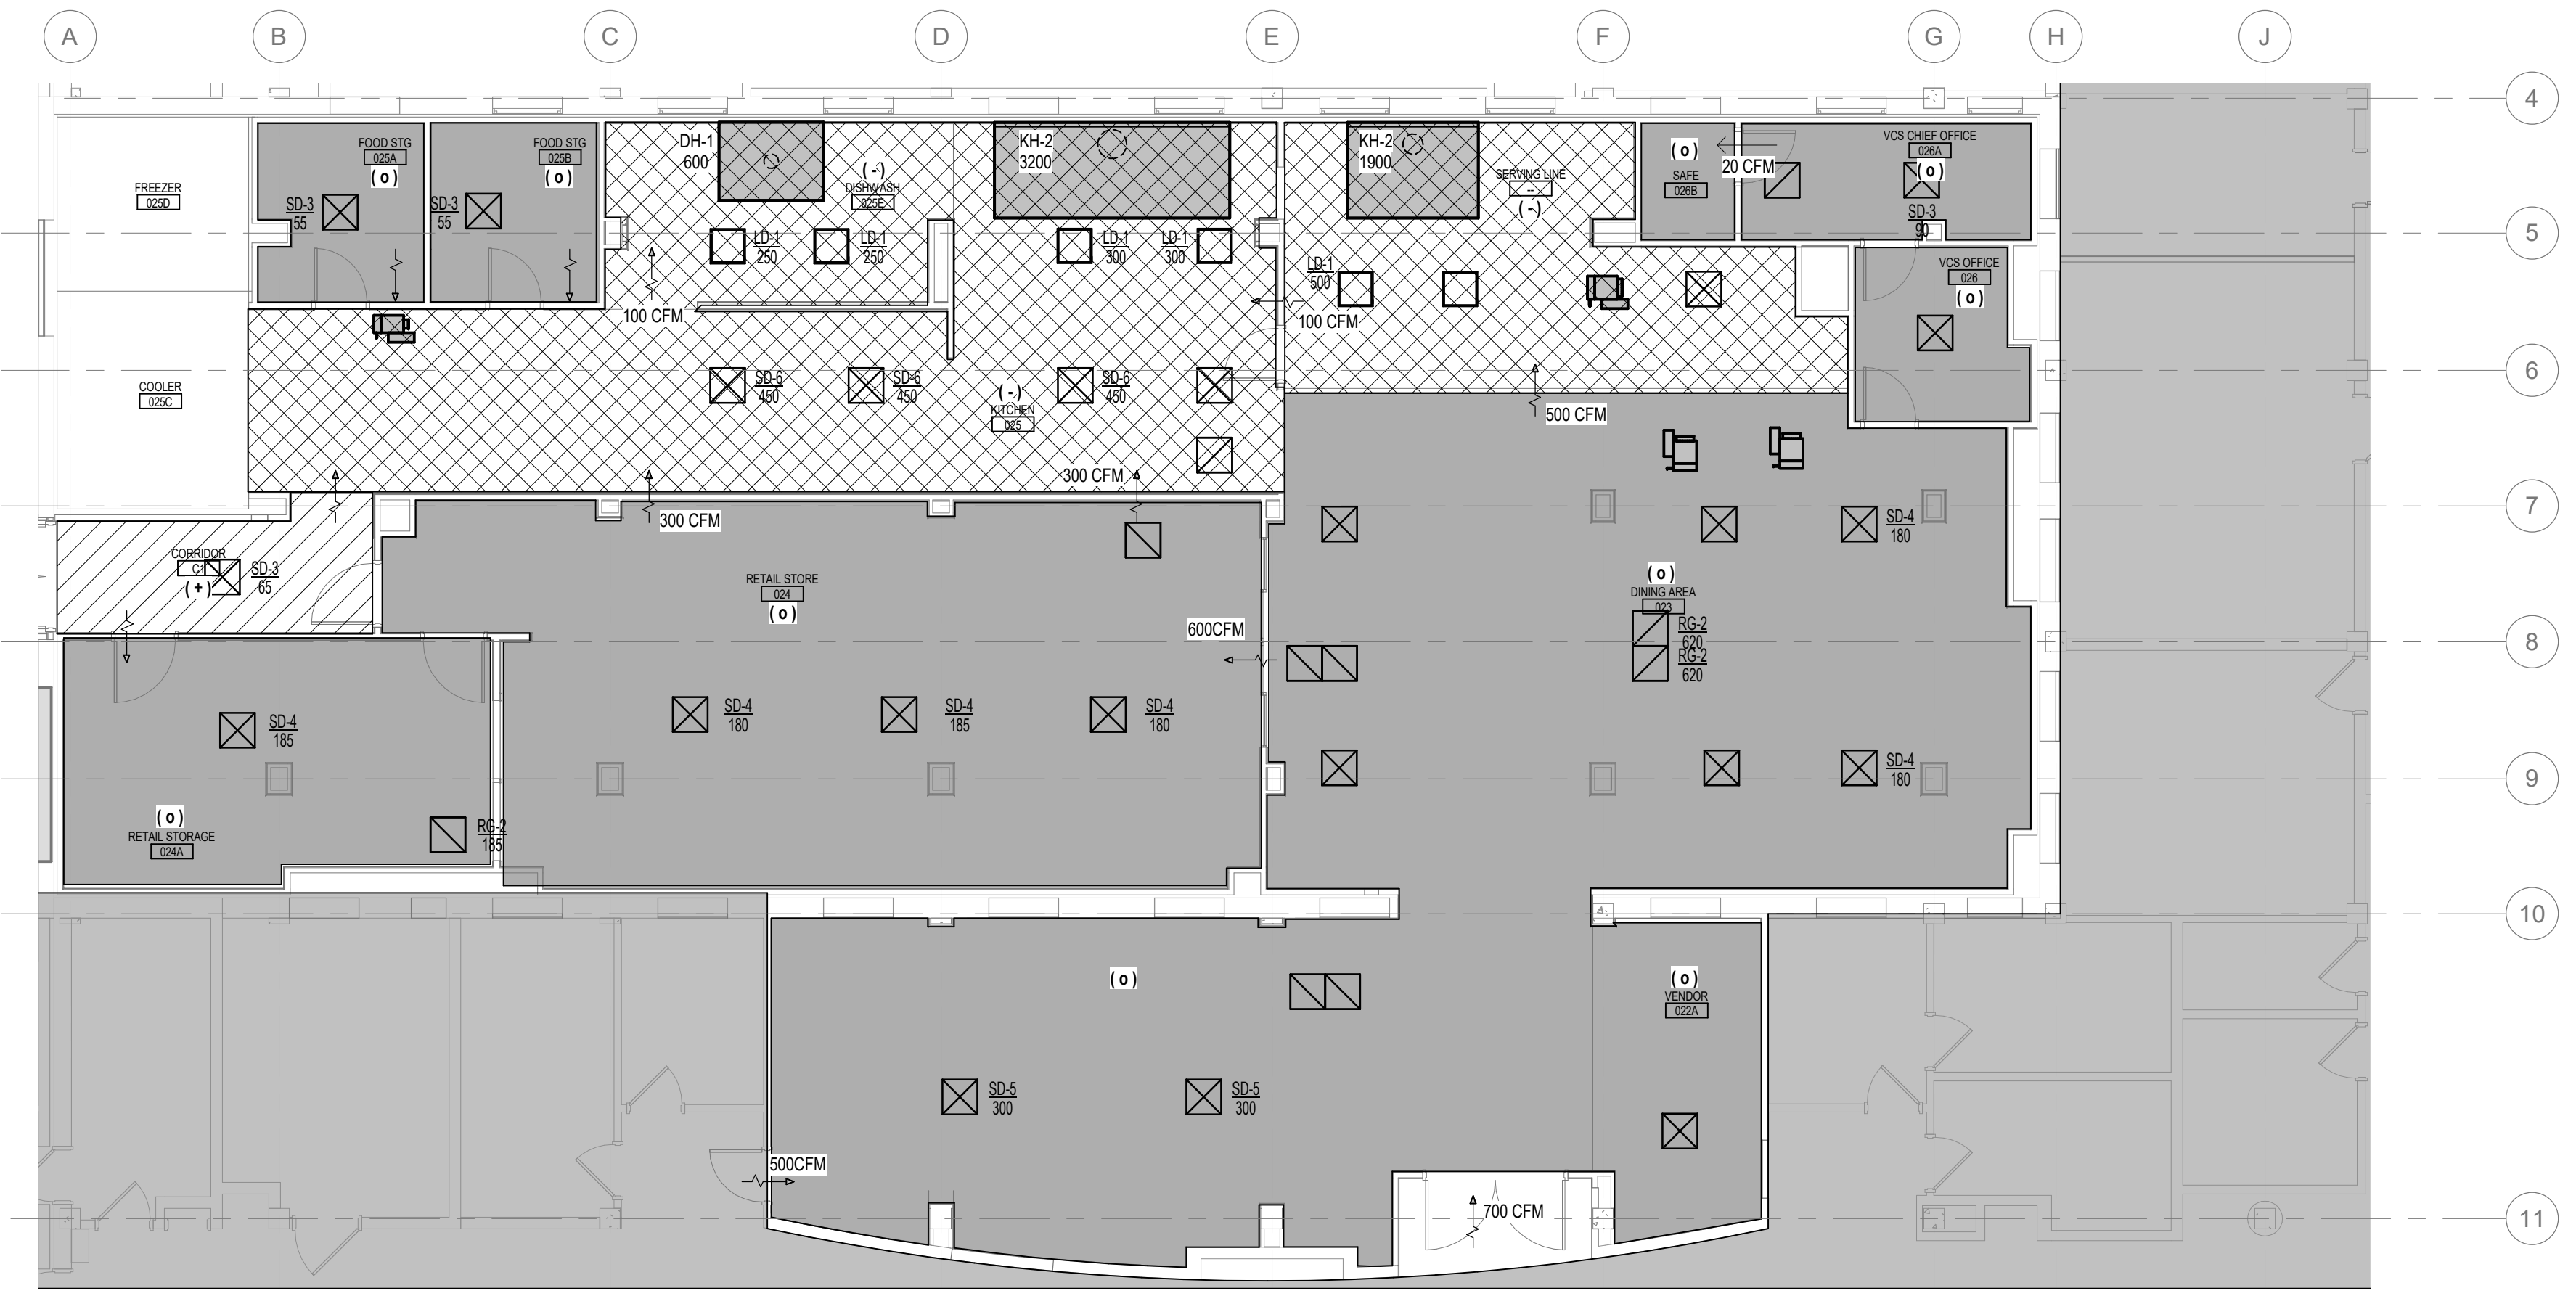 A
B
C
D
E
F
G
H
J
4
5
6
7
8
9
10
11
FREEZER
025D
COOLER
025C
FOOD STG
025A
(o)
SD-3
55
FOOD STG
025B
(o)
SD-3
55
DH-1
600
(-)
DISHWASH
025E
LD-1
250
LD-1
250
100 CFM
KH-2
3200
LD-1
300
LD-1
300
KH-2
1900
SERVING LINE
--
(-)
LD-1
500
100 CFM
(o)
SAFE
026B
20 CFM
VCS CHIEF OFFICE
026A
(o)
SD-3
90
VCS OFFICE
026
(o)
SD-6
450
SD-6
450
SD-6
450
(-)
KITCHEN
025
500 CFM
300 CFM
300 CFM
CORRIDOR
C1
(+)
SD-3
65
RETAIL STORE
024
(o)
600CFM
SD-4
180
SD-4
185
SD-4
180
SD-4
185
(o)
RETAIL STORAGE
024A
RG-2
185
(o)
DINING AREA
023
RG-2
620
RG-2
620
SD-4
180
SD-4
180
(o)
(o)
VENDOR
022A
SD-5
300
SD-5
300
500CFM
700 CFM